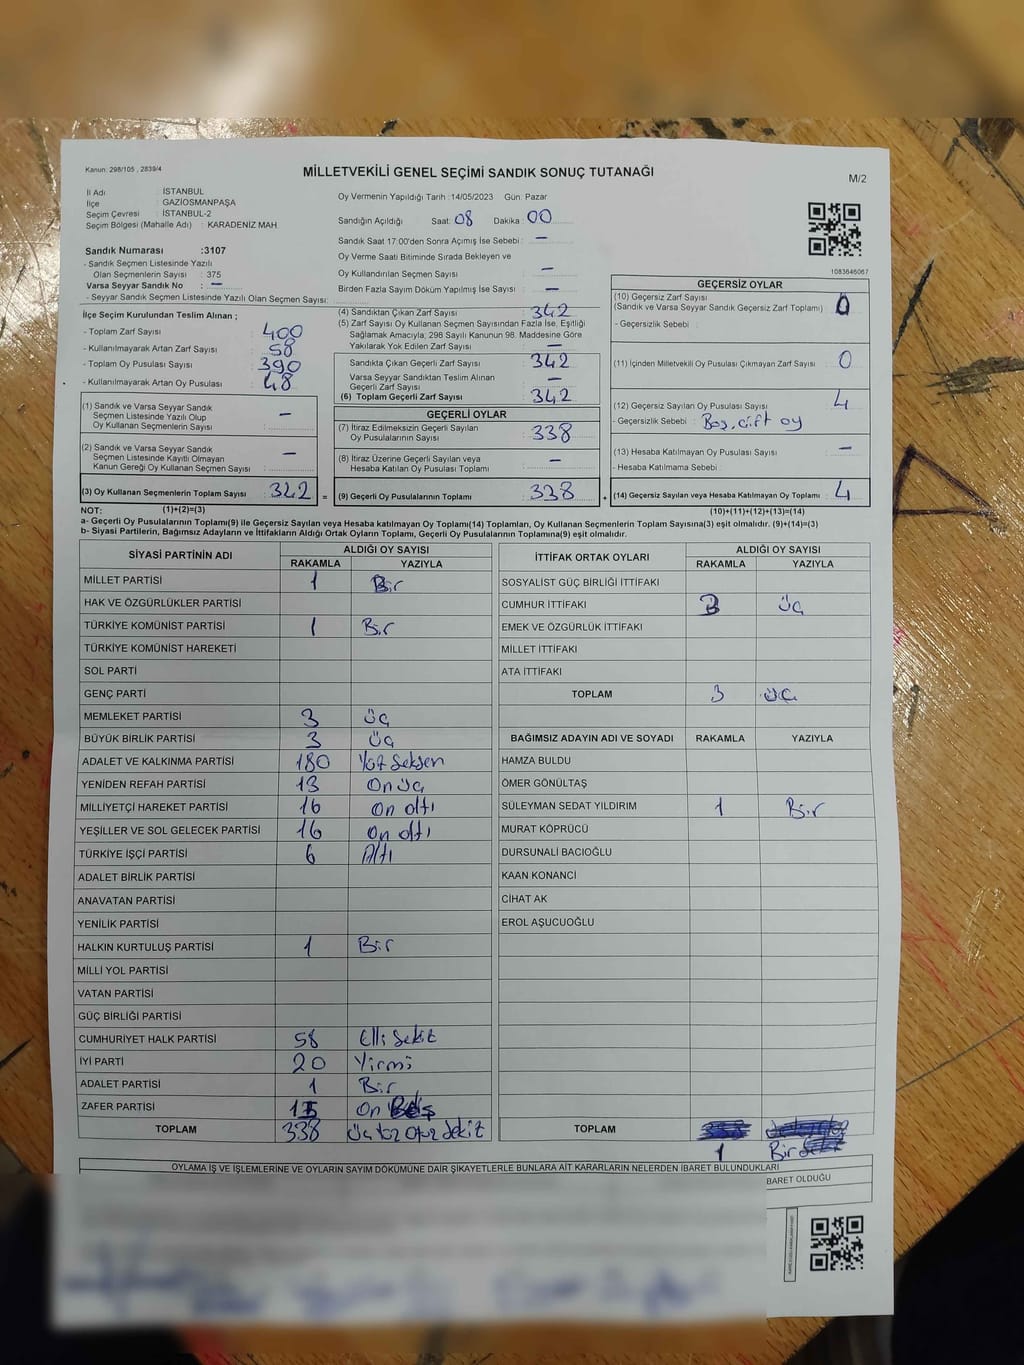 Kanun: 298/105 , 2839/4
MİLLETVEKİLİ GENEL SEÇİMİ SANDIK SONUÇ TUTANAĞI
M/2
İl Adı : İSTANBUL
İlçe : GAZİOSMANPAŞA
Seçim Çevresi : İSTANBUL-2
Seçim Bölgesi (Mahalle Adı) : KARADENİZ MAH
Oy Vermenin Yapıldığı Tarih :14/05/2023 Gün: Pazar
Sandığın Açıldığı Saat: 08 Dakika 00
Sandık Saat 17:00'den Sonra Açımış İse Sebebi : —
Oy Verme Saati Bitiminde Sırada Bekleyen ve
Oy Kullandırılan Seçmen Sayısı : —
Birden Fazla Sayım Döküm Yapılmış İse Sayısı : —
Sandık Numarası :3107
- Sandık Seçmen Listesinde Yazılı
Olan Seçmenlerin Sayısı : 375
Varsa Seyyar Sandık No : —
- Seyyar Sandık Seçmen Listesinde Yazılı Olan Seçmen Sayısı:
1083646067
İlçe Seçim Kurulundan Teslim Alınan ;
- Toplam Zarf Sayısı : 400
- Kullanılmayarak Artan Zarf Sayısı : 58
- Toplam Oy Pusulası Sayısı : 390
- Kullanılmayarak Artan Oy Pusulası : 48
(1) Sandık ve Varsa Seyyar Sandık
Seçmen Listesinde Yazılı Olup
Oy Kullanan Seçmenlerin Sayısı : —
(2) Sandık ve Varsa Seyyar Sandık
Seçmen Listesinde Kayıtlı Olmayan
Kanun Gereği Oy Kullanan Seçmen Sayısı : —
(3) Oy Kullanan Seçmenlerin Toplam Sayısı : 342 =
(4) Sandıktan Çıkan Zarf Sayısı : 342
(5) Zarf Sayısı Oy Kullanan Seçmen Sayısından Fazla İse, Eşitliği
Sağlamak Amacıyla; 298 Sayılı Kanunun 98. Maddesine Göre
Yakılarak Yok Edilen Zarf Sayısı : —
Sandıkta Çıkan Geçerli Zarf Sayısı : 342
Varsa Seyyar Sandıktan Teslim Alınan
Geçerli Zarf Sayısı : —
(6) Toplam Geçerli Zarf Sayısı : 342
GEÇERLİ OYLAR
(7) İtiraz Edilmeksizin Geçerli Sayılan
Oy Pusulalarının Sayısı : 338
(8) İtiraz Üzerine Geçerli Sayılan veya
Hesaba Katılan Oy Pusulası Toplamı : —
(9) Geçerli Oy Pusulalarının Toplamı : 338 +
GEÇERSİZ OYLAR
(10) Geçersiz Zarf Sayısı
(Sandık ve Varsa Seyyar Sandık Geçersiz Zarf Toplamı) : 0
- Geçersizlik Sebebi :
(11) İçinden Milletvekili Oy Pusulası Çıkmayan Zarf Sayısı : 0
(12) Geçersiz Sayılan Oy Pusulası Sayısı : 4
- Geçersizlik Sebebi : Boş, çift oy
(13) Hesaba Katılmayan Oy Pusulası Sayısı : —
- Hesaba Katılmama Sebebi :
(14) Geçersiz Sayılan veya Hesaba Katılmayan Oy Toplamı : 4
NOT: (1)+(2)=(3) (10)+(11)+(12)+(13)=(14)
a- Geçerli Oy Pusulalarının Toplamı(9) ile Geçersiz Sayılan veya Hesaba katılmayan Oy Toplamı(14) Toplamları, Oy Kullanan Seçmenlerin Toplam Sayısına(3) eşit olmalıdır. (9)+(14)=(3)
b- Siyasi Partilerin, Bağımsız Adayların ve İttifakların Aldığı Ortak Oyların Toplamı, Geçerli Oy Pusulalarının Toplamına(9) eşit olmalıdır.
SİYASİ PARTİNİN ADI ALDIĞI OY SAYISI
RAKAMLA YAZIYLA
MİLLET PARTİSİ 1 Bir
HAK VE ÖZGÜRLÜKLER PARTİSİ
TÜRKİYE KOMÜNİST PARTİSİ 1 Bir
TÜRKİYE KOMÜNİST HAREKETİ
SOL PARTİ
GENÇ PARTİ
MEMLEKET PARTİSİ 3 üç
BÜYÜK BİRLİK PARTİSİ 3 üç
ADALET VE KALKINMA PARTİSİ 180 Yüz Seksen
YENİDEN REFAH PARTİSİ 13 On üç
MİLLİYETÇİ HAREKET PARTİSİ 16 On altı
YEŞİLLER VE SOL GELECEK PARTİSİ 16 On altı
TÜRKİYE İŞÇİ PARTİSİ 6 Altı
ADALET BİRLİK PARTİSİ
ANAVATAN PARTİSİ
YENİLİK PARTİSİ
HALKIN KURTULUŞ PARTİSİ 1 Bir
MİLLİ YOL PARTİSİ
VATAN PARTİSİ
GÜÇ BİRLİĞİ PARTİSİ
CUMHURİYET HALK PARTİSİ 58 Elli Sekiz
İYİ PARTİ 20 Yirmi
ADALET PARTİSİ 1 Bir
ZAFER PARTİSİ 15 On Beş
TOPLAM 338 üç yüz Otuz Sekiz
İTTİFAK ORTAK OYLARI ALDIĞI OY SAYISI
RAKAMLA YAZIYLA
SOSYALİST GÜÇ BİRLİĞİ İTTİFAKI
CUMHUR İTTİFAKI 3 üç
EMEK VE ÖZGÜRLÜK İTTİFAKI
MİLLET İTTİFAKI
ATA İTTİFAKI
TOPLAM 3 üç
BAĞIMSIZ ADAYIN ADI VE SOYADI RAKAMLA YAZIYLA
HAMZA BULDU
ÖMER GÖNÜLTAŞ
SÜLEYMAN SEDAT YILDIRIM 1 Bir
MURAT KÖPRÜCÜ
DURSUNALİ BACIOĞLU
KAAN KONANCİ
CİHAT AK
EROL AŞUCUOĞLU
TOPLAM
1 Bir
OYLAMA İŞ VE İŞLEMLERİNE VE OYLARIN SAYIM DÖKÜMÜNE DAİR ŞİKAYETLERLE BUNLARA AİT KARARLARIN NELERDEN İBARET BULUNDUKLARI
BARET OLDUĞU